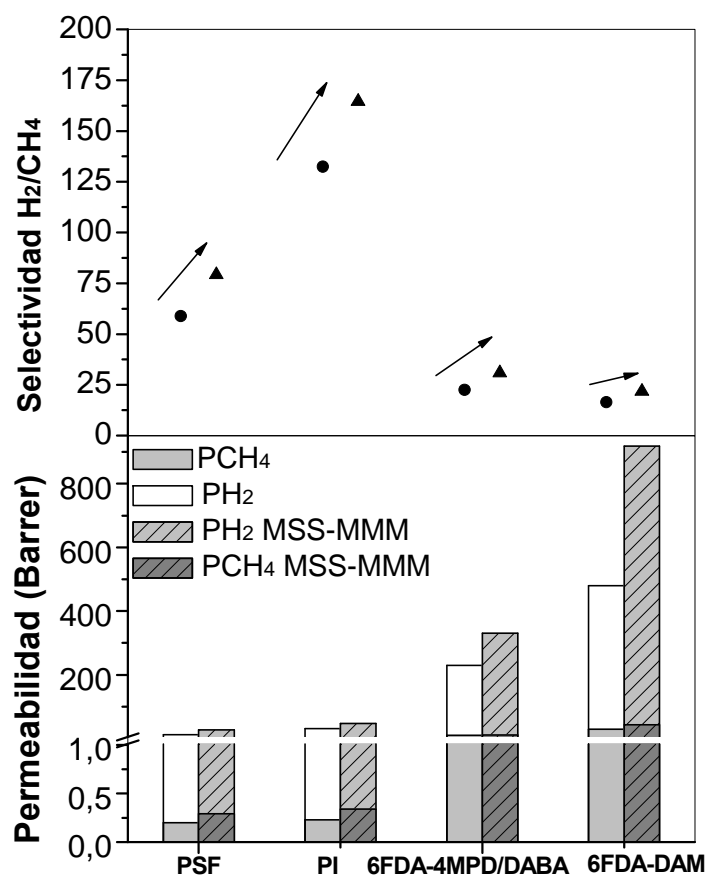 Selectividad H2/CH4
200
175
150
125
100
75
50
25
0
Permeabilidad (Barrer)
800
600
400
200
1,0
0,5
0,0
PCH4
PH2
PH2 MSS-MMM
PCH4 MSS-MMM
PSF
PI
6FDA-4MPD/DABA
6FDA-DAM